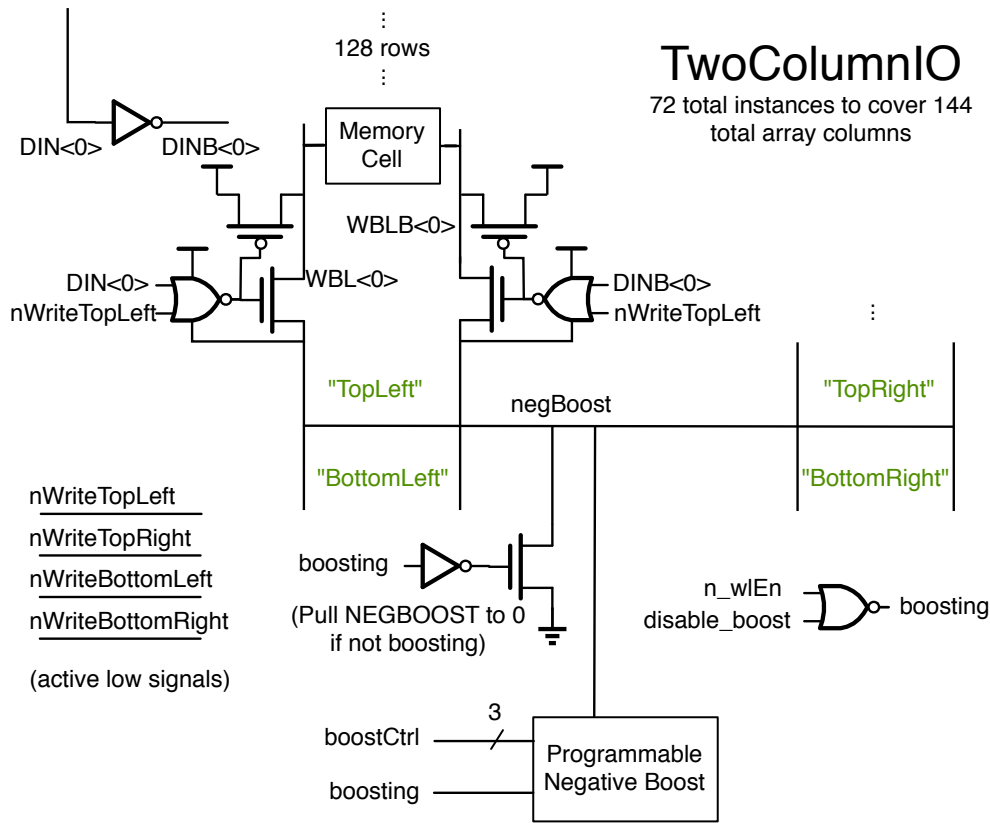 ⋮
128 rows
⋮
TwoColumnIO
72 total instances to cover 144
total array columns
DIN<0>
DINB<0>
Memory
Cell
WBLB<0>
DIN<0>
nWriteTopLeft
WBL<0>
DINB<0>
nWriteTopLeft
⋮
"TopLeft"
negBoost
"TopRight"
"BottomLeft"
"BottomRight"
nWriteTopLeft
nWriteTopRight
nWriteBottomLeft
nWriteBottomRight
(active low signals)
boosting
(Pull NEGBOOST to 0
if not boosting)
n_wlEn
disable_boost
boosting
3
boostCtrl
boosting
Programmable
Negative Boost